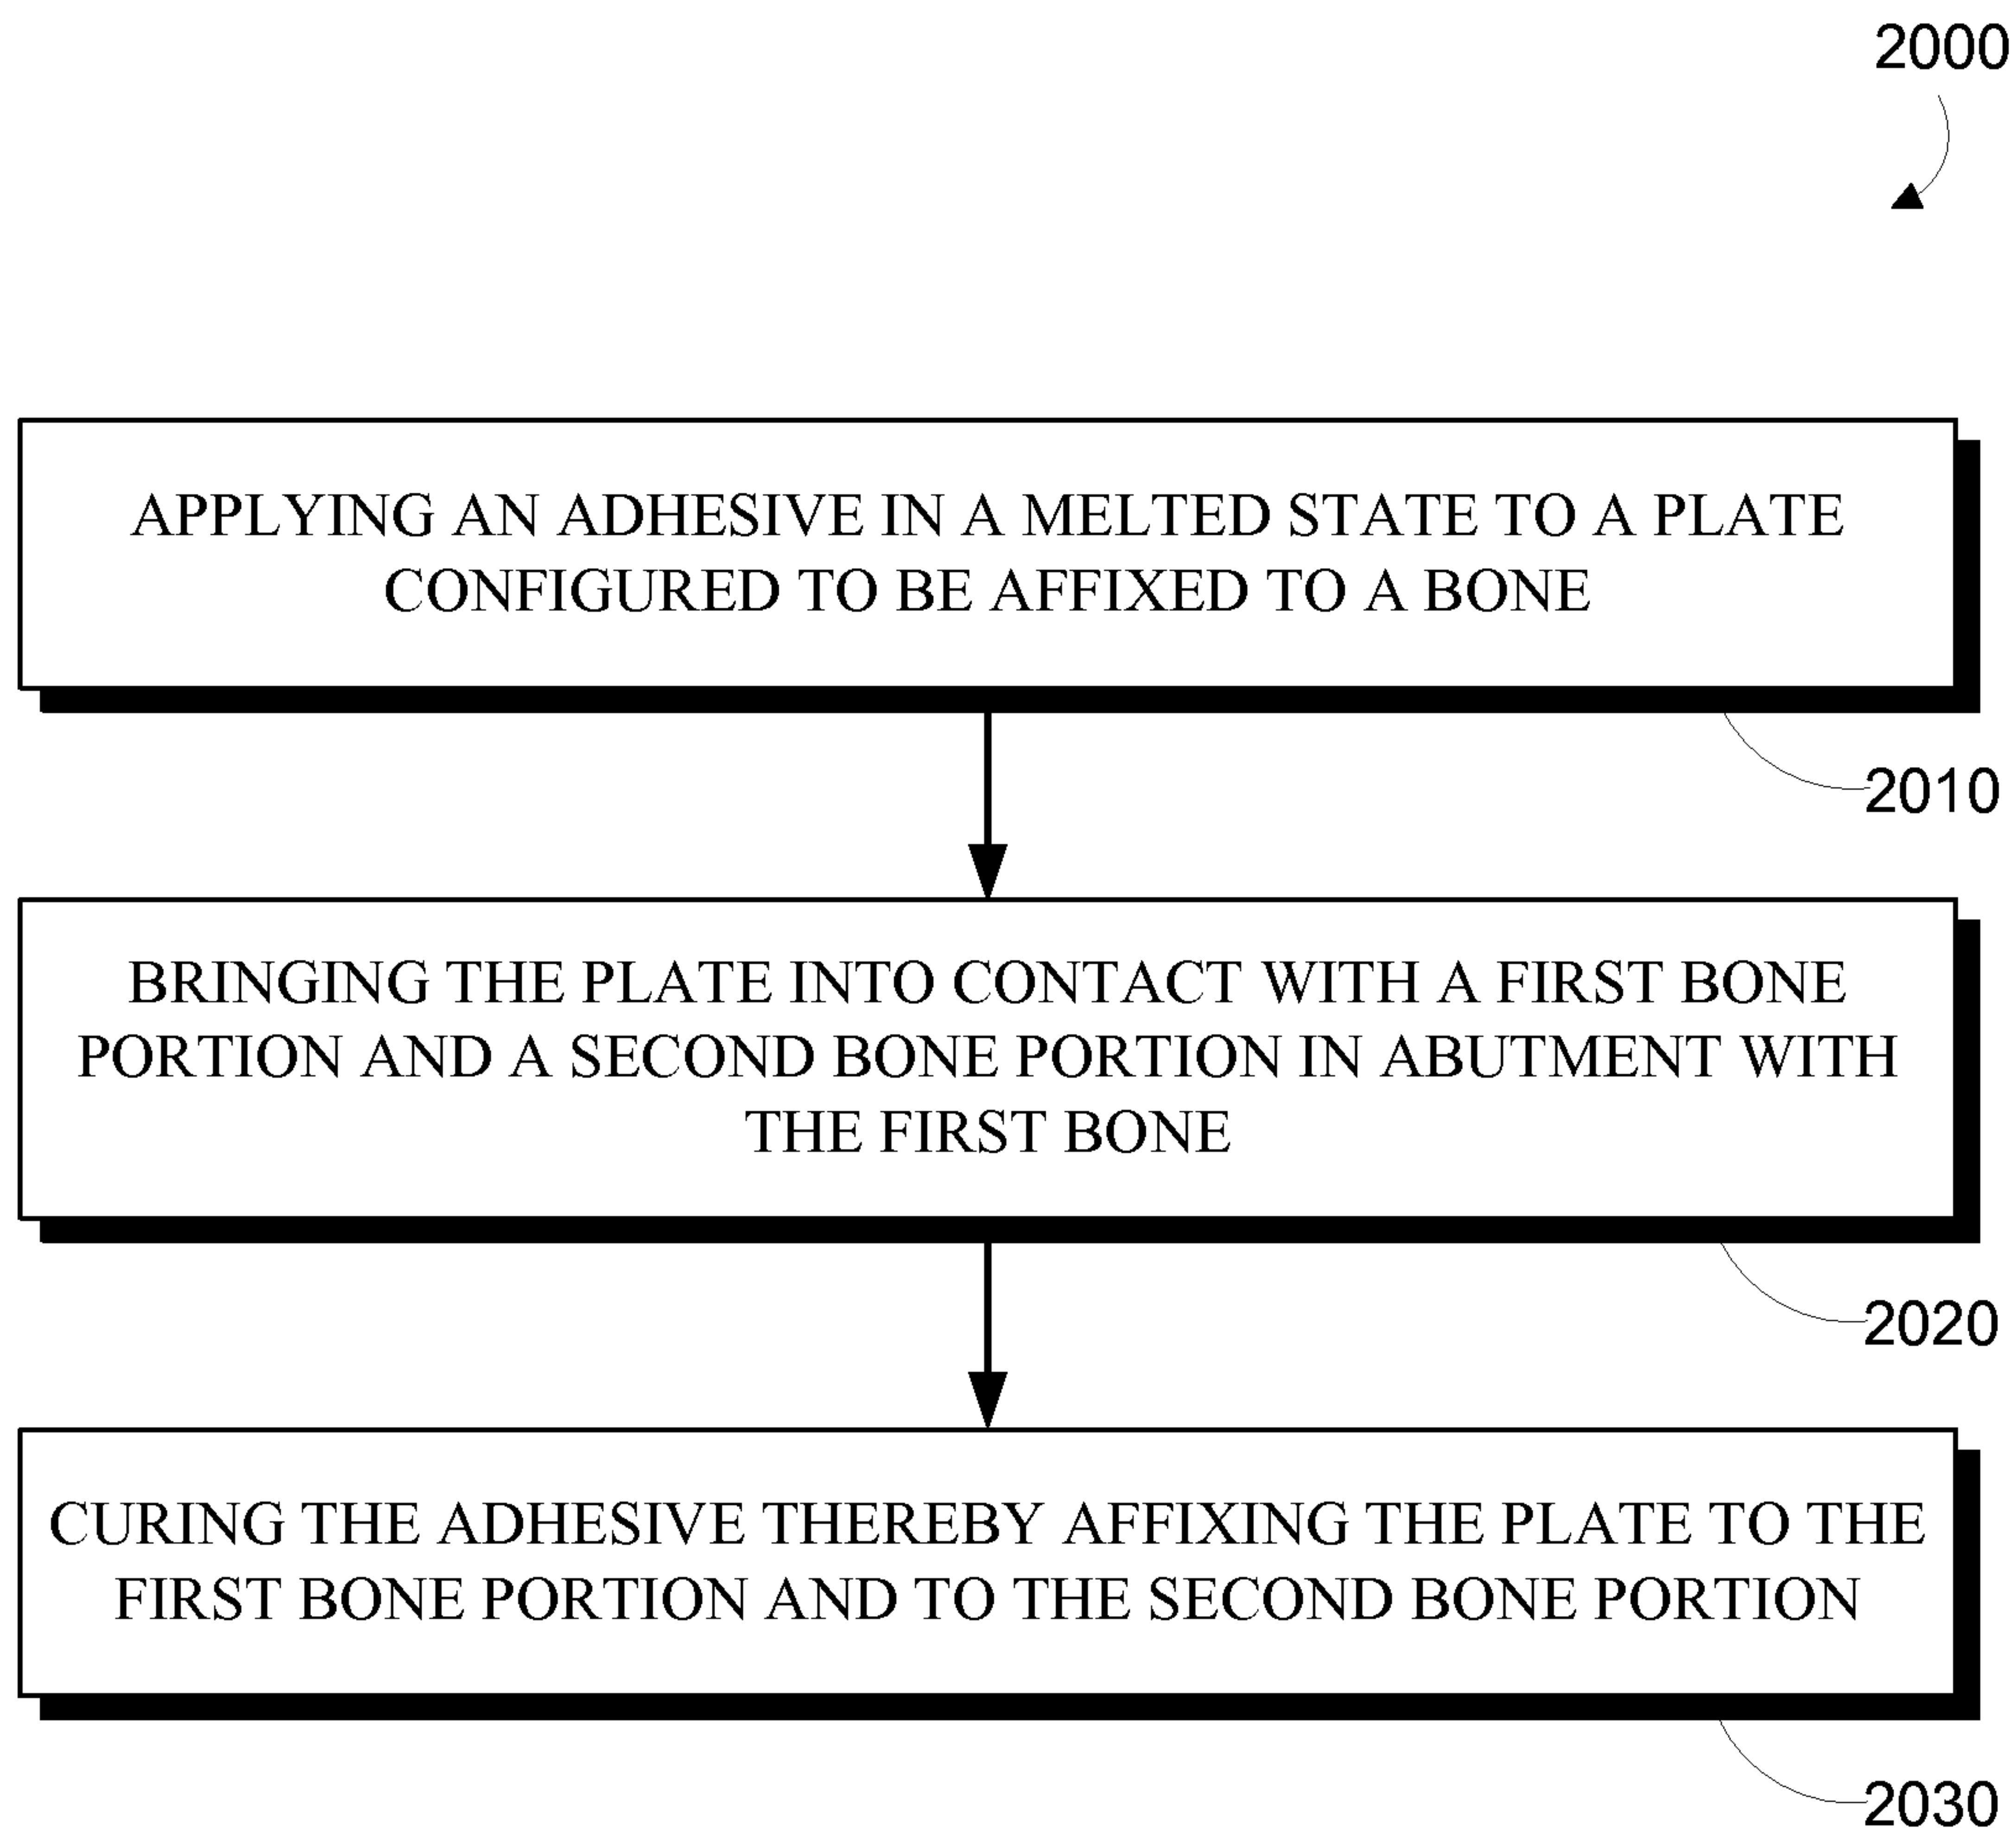 2000
APPLYING AN ADHESIVE IN A MELTED STATE TO A PLATE
CONFIGURED TO BE AFFIXED TO A BONE
2010
BRINGING THE PLATE INTO CONTACT WITH A FIRST BONE
PORTION AND A SECOND BONE PORTION IN ABUTMENT WITH
THE FIRST BONE
2020
CURING THE ADHESIVE THEREBY AFFIXING THE PLATE TO THE
FIRST BONE PORTION AND TO THE SECOND BONE PORTION
2030